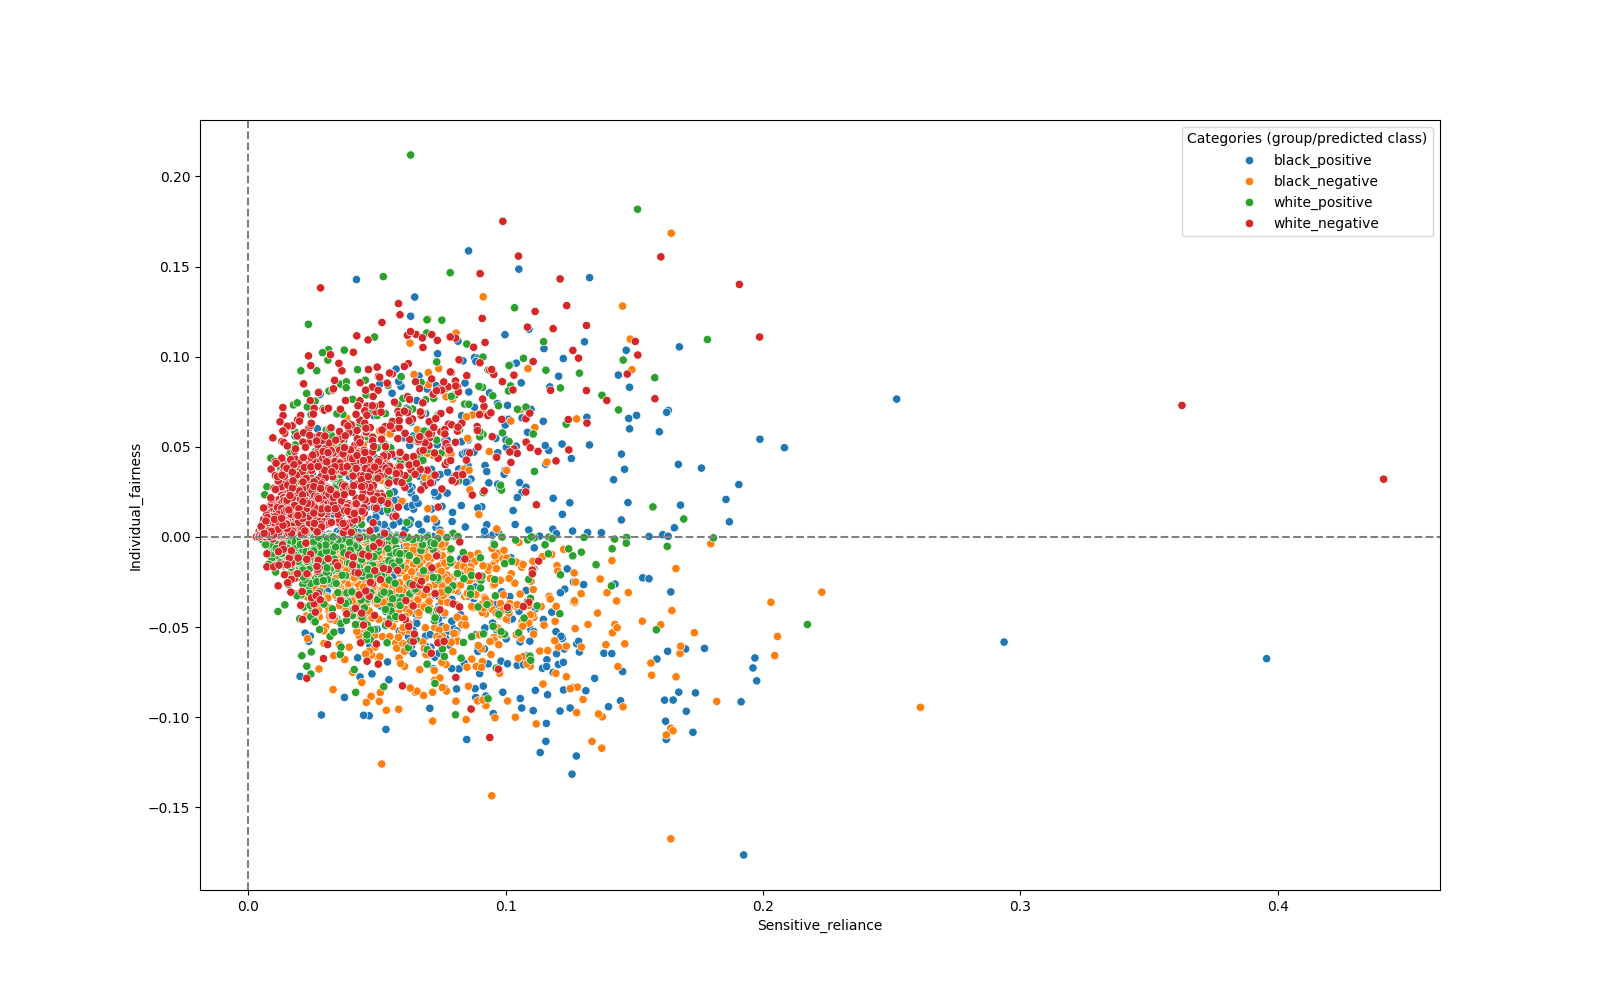 Categories (group/predicted class)
black_positive
black_negative
white_positive
white_negative
0.20
0.15
0.10
0.05
0.00
−0.05
−0.10
−0.15
Individual_fairness
0.0
0.1
0.2
0.3
0.4
Sensitive_reliance